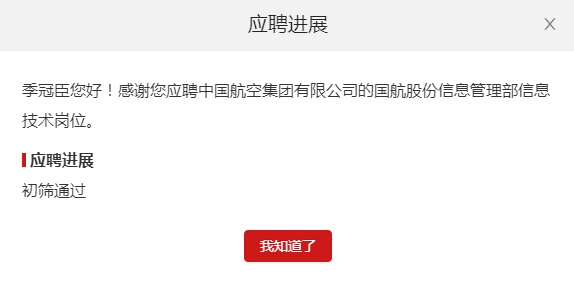 应聘进展
季冠臣您好！感谢您应聘中国航空集团有限公司的国航股份信息管理部信息
技术岗位。
应聘进展
初筛通过
我知道了